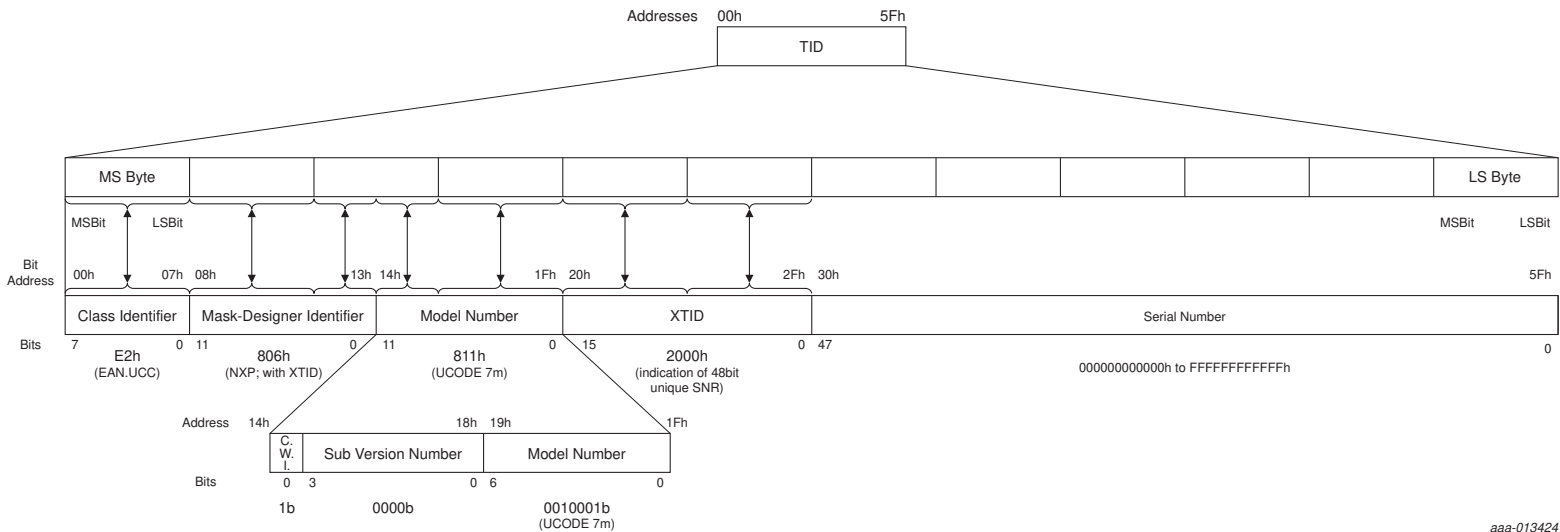 Addresses 00h 5Fh
TID
MS Byte LS Byte
MSBit LSBit MSBit LSBit
Bit
Address 00h 07h 08h 13h 14h 1Fh 20h 2Fh 30h 5Fh
Class Identifier Mask-Designer Identifier Model Number XTID Serial Number
Bits 7 0 11 0 11 0 15 0 47 0
E2h 806h 811h 2000h 000000000000h to FFFFFFFFFFFFh
(EAN.UCC) (NXP; with XTID) (UCODE 7m) (indication of 48bit
unique SNR)
Address 14h 18h 19h 1Fh
C.
W.
I.
Sub Version Number Model Number
Bits 0 3 0 6 0
1b 0000b 0010001b
(UCODE 7m)
aaa-013424